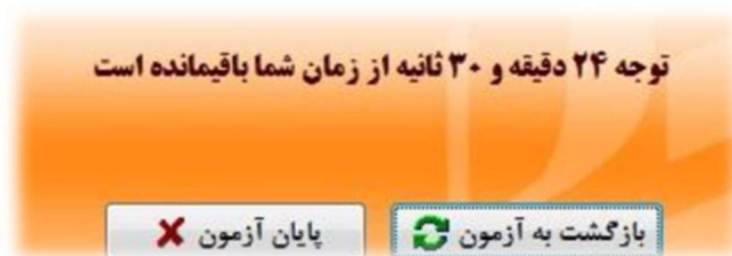 توجه ۲۴ دقیقه و ۳۰ ثانیه از زمان شما باقیمانده است
بازگشت به آزمون
پایان آزمون